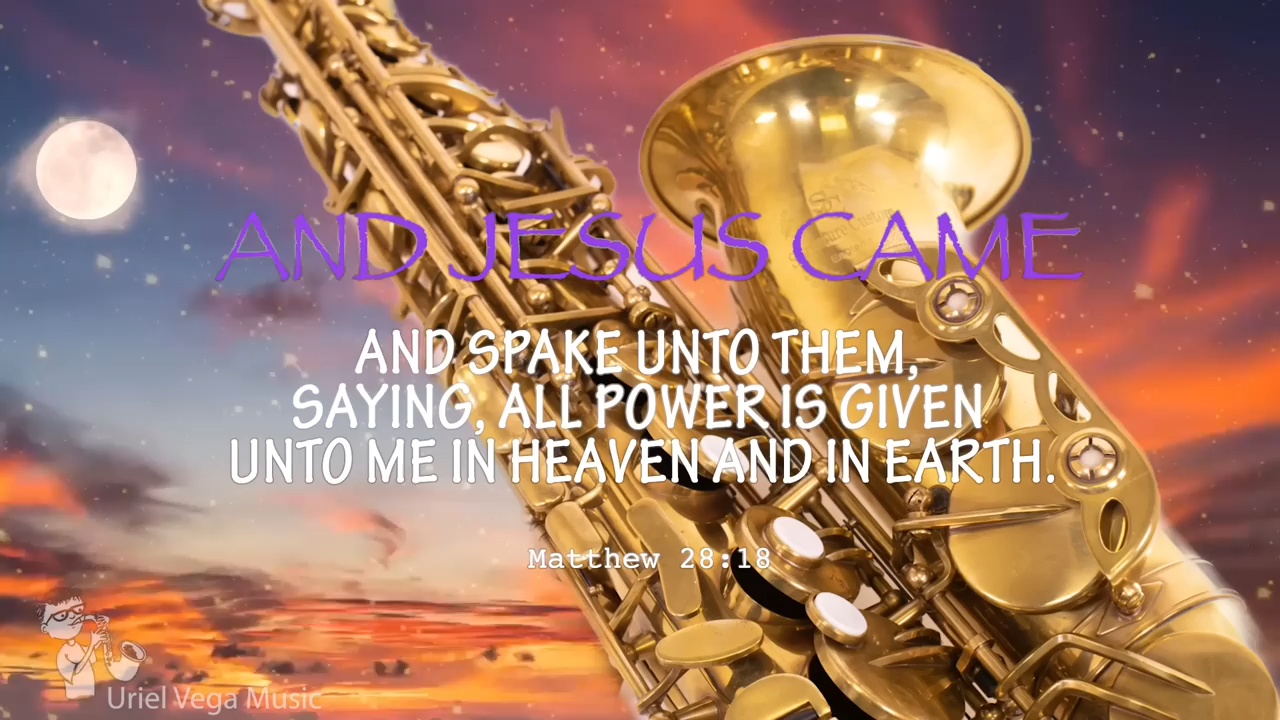 AND JESUS CAME
AND SPAKE UNTO THEM,
SAYING, ALL POWER IS GIVEN
UNTO ME IN HEAVEN AND IN EARTH.
Matthew 28:18
Uriel Vega Music